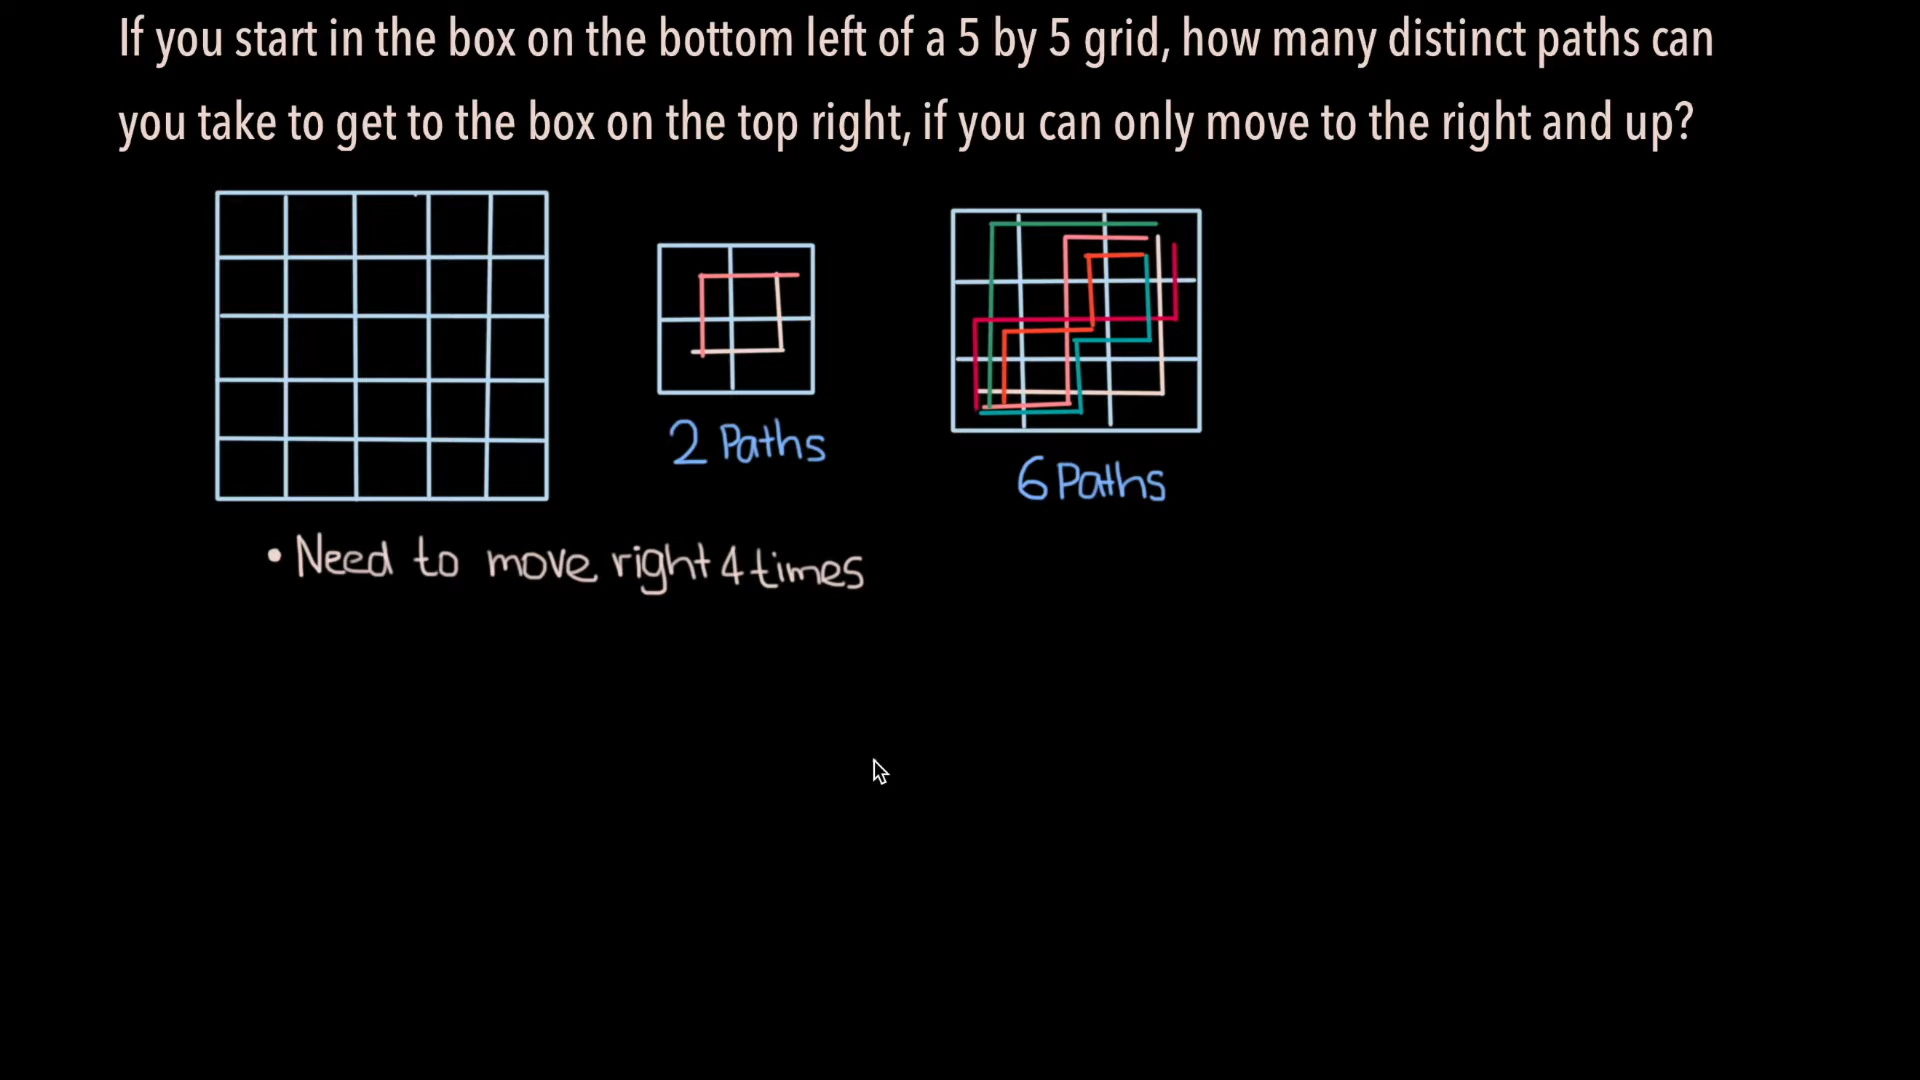 If you start in the box on the bottom left of a 5 by 5 grid, how many distinct paths can
you take to get to the box on the top right, if you can only move to the right and up?
2 Paths
6 Paths
• Need to move right 4 times